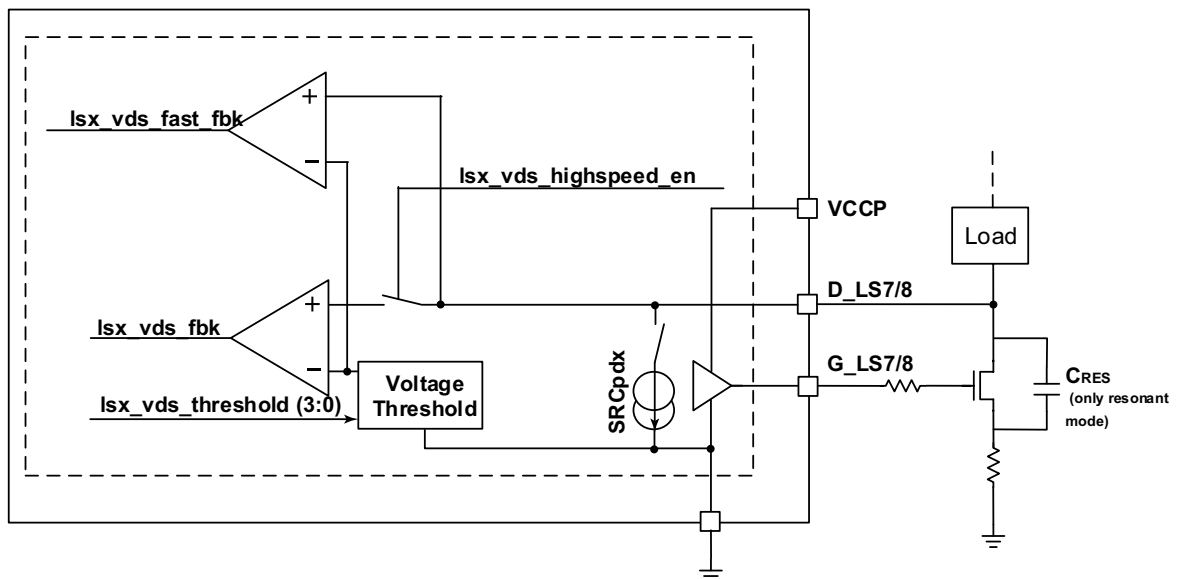 +
lsx_vds_fast_fbk
−
lsx_vds_highspeed_en
VCCP
Load
D_LS7/8
+
lsx_vds_fbk
−
Voltage
Threshold
lsx_vds_threshold (3:0)
SRCpdx
G_LS7/8
CRES
(only resonant
mode)